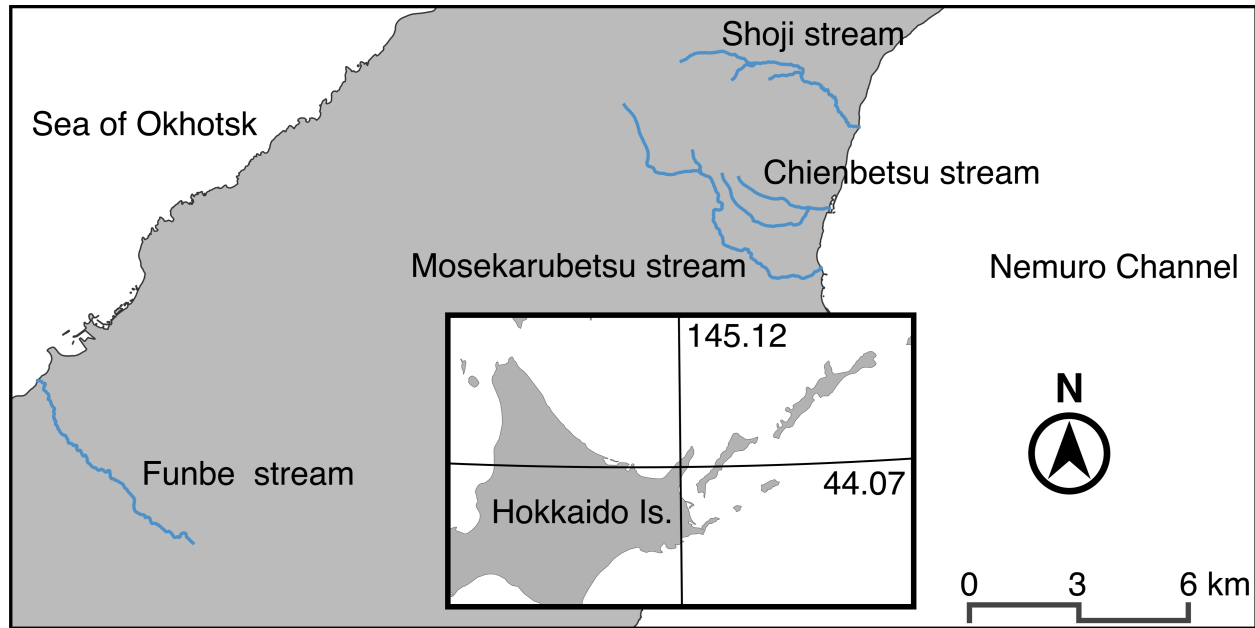 Shoji stream
Sea of Okhotsk
Chienbetsu stream
Mosekarubetsu stream
Nemuro Channel
145.12
N
Funbe stream
44.07
Hokkaido Is.
0 3 6 km